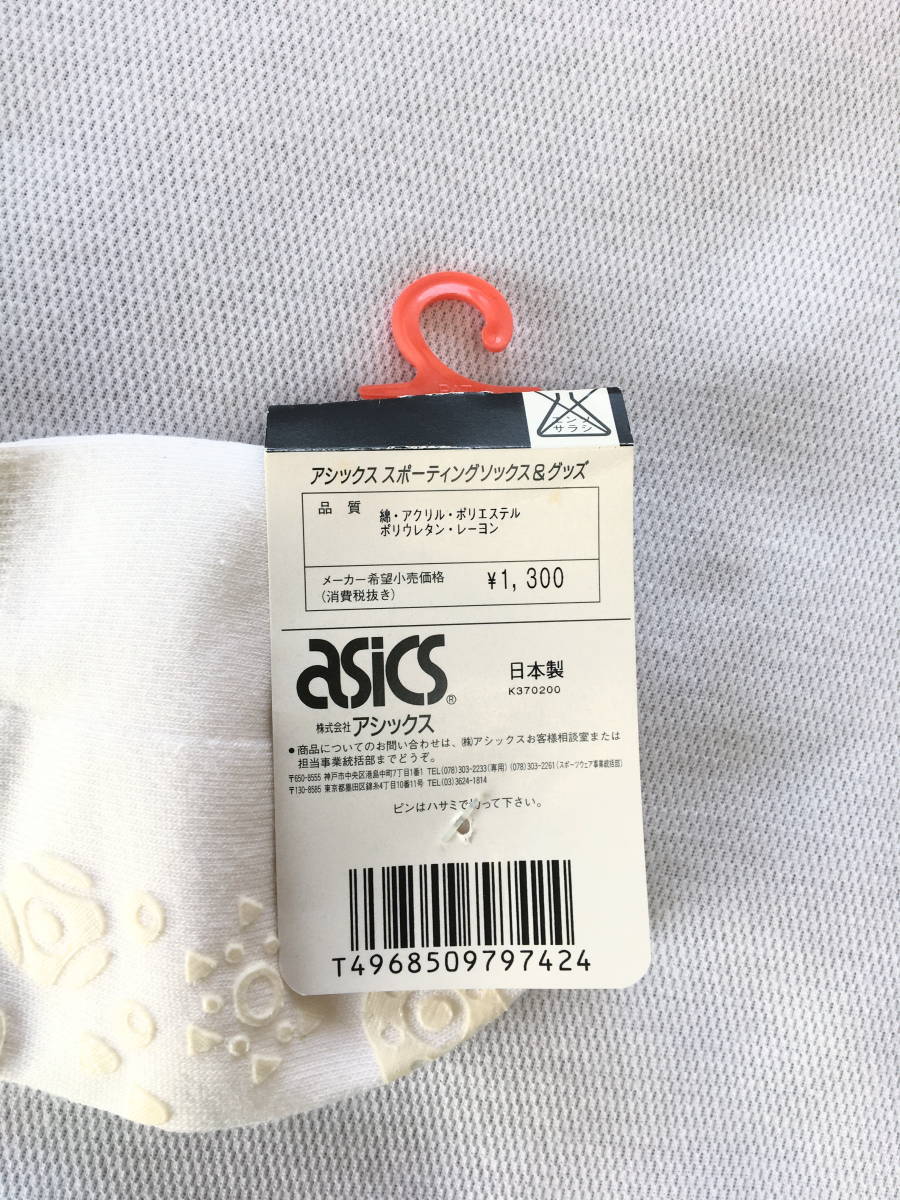 エンソ
サラシ
アシックス スポーティングソックス&グッズ
品 質 綿・アクリル・ポリエステル
ポリウレタン・レーヨン
メーカー希望小売価格
(消費税抜き) ¥1,300
asics®
日本製
K370200
株式会社アシックス
●商品についてのお問い合わせは、㈱アシックスお客様相談室または
担当事業統括部までどうぞ。
〒650-8555 神戸市中央区港島中町7丁目1番1 TEL(078)303-2233(専用) (078)303-2261(スポーツウェア事業統括部)
〒130-8585 東京都墨田区錦糸4丁目10番11号 TEL(03)3624-1814
ピンはハサミで切って下さい。
T4968509797424